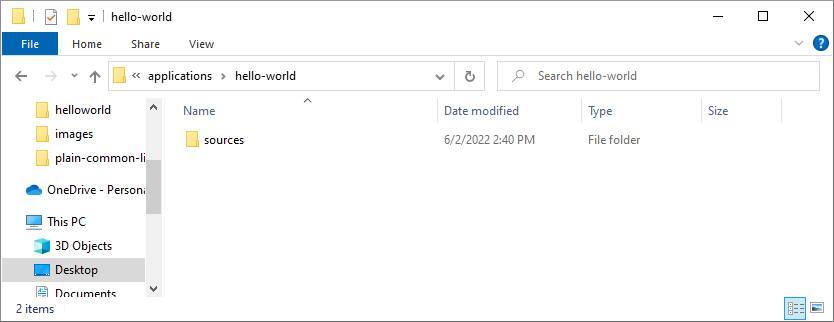 hello-world
File Home Share View
« applications › hello-world
Search hello-world
Name Date modified Type Size
sources 6/2/2022 2:40 PM File folder
helloworld
images
plain-common-li
OneDrive - Persona
This PC
3D Objects
Desktop
Documents
2 items